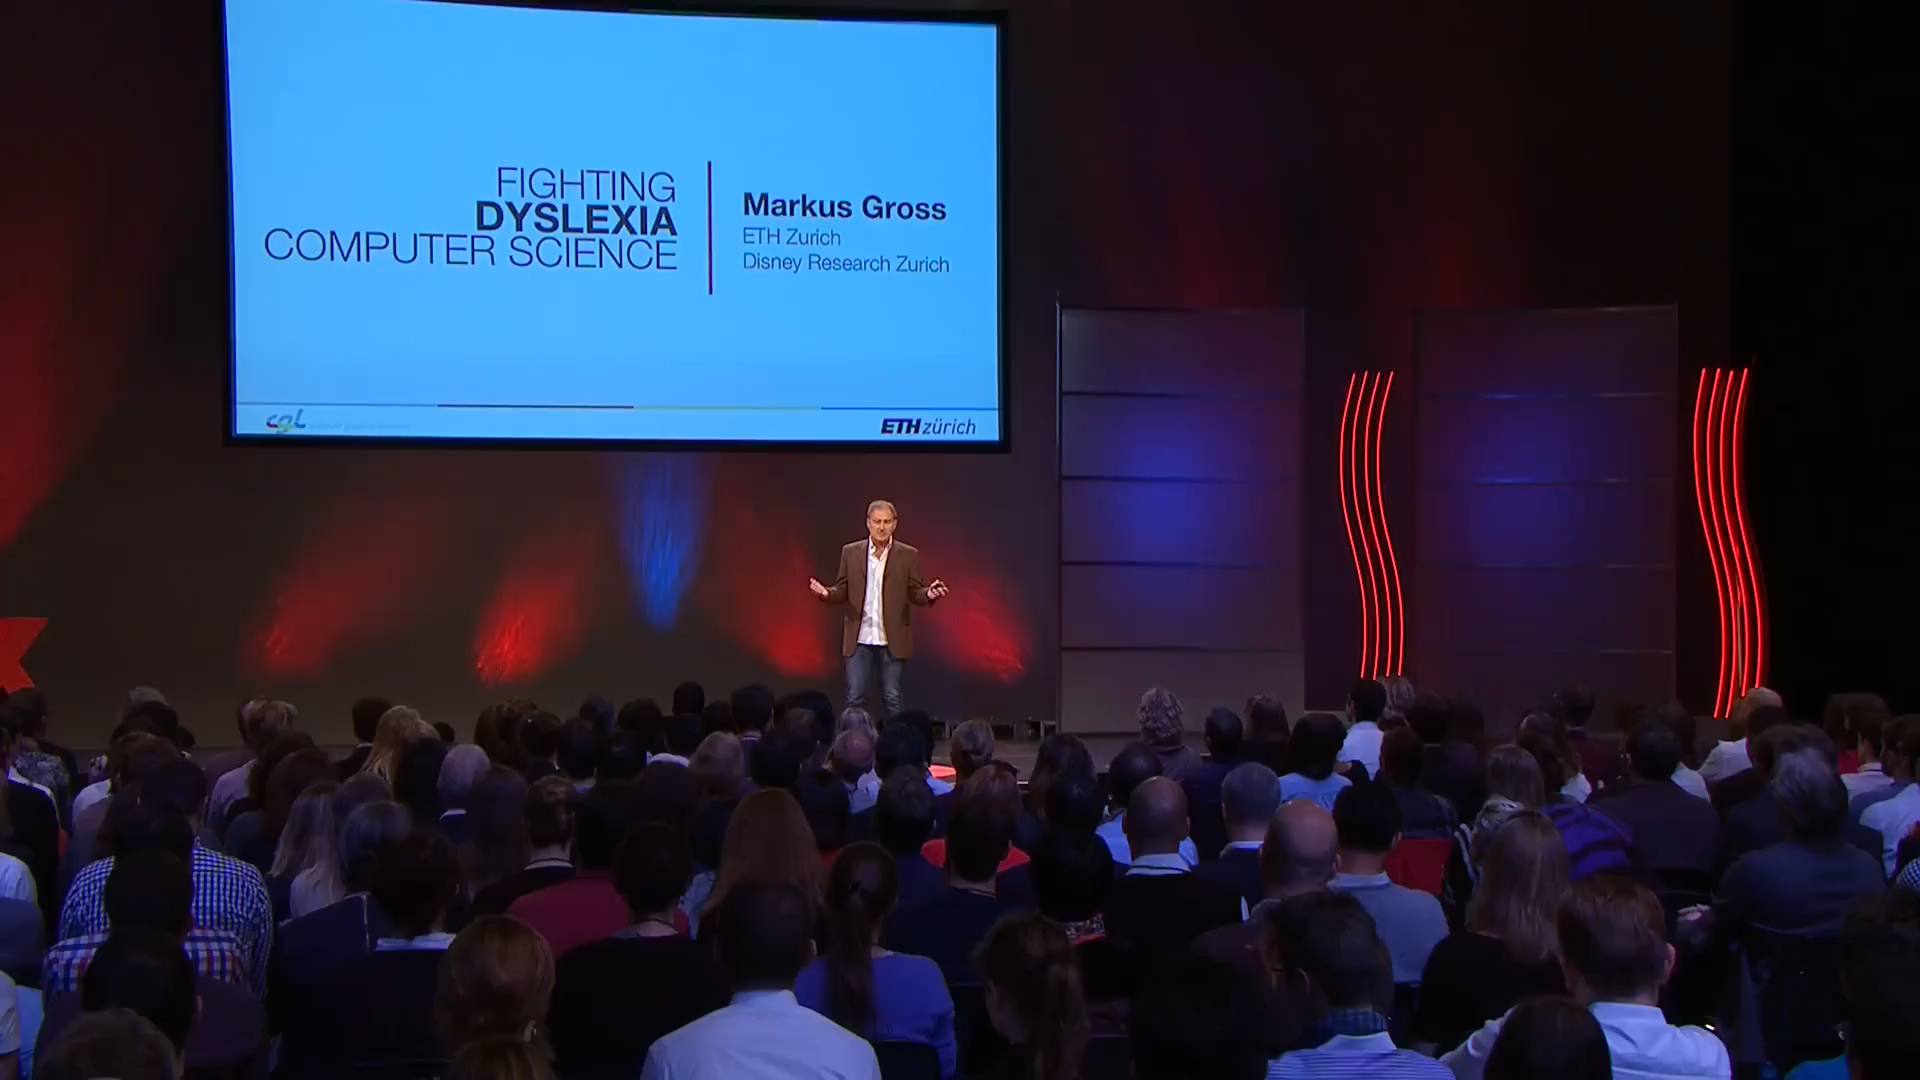 FIGHTING
DYSLEXIA
COMPUTER SCIENCE
Markus Gross
ETH Zurich
Disney Research Zurich
cgl
ETH zürich